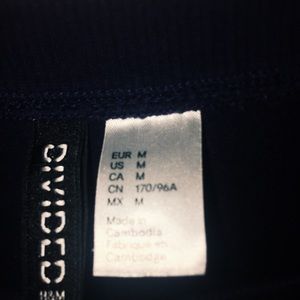 DIVIDED
H&M
EUR M
US M
CA M
CN 170/96A
MX M
Made in
Cambodia
Fabriqué en
Cambodge